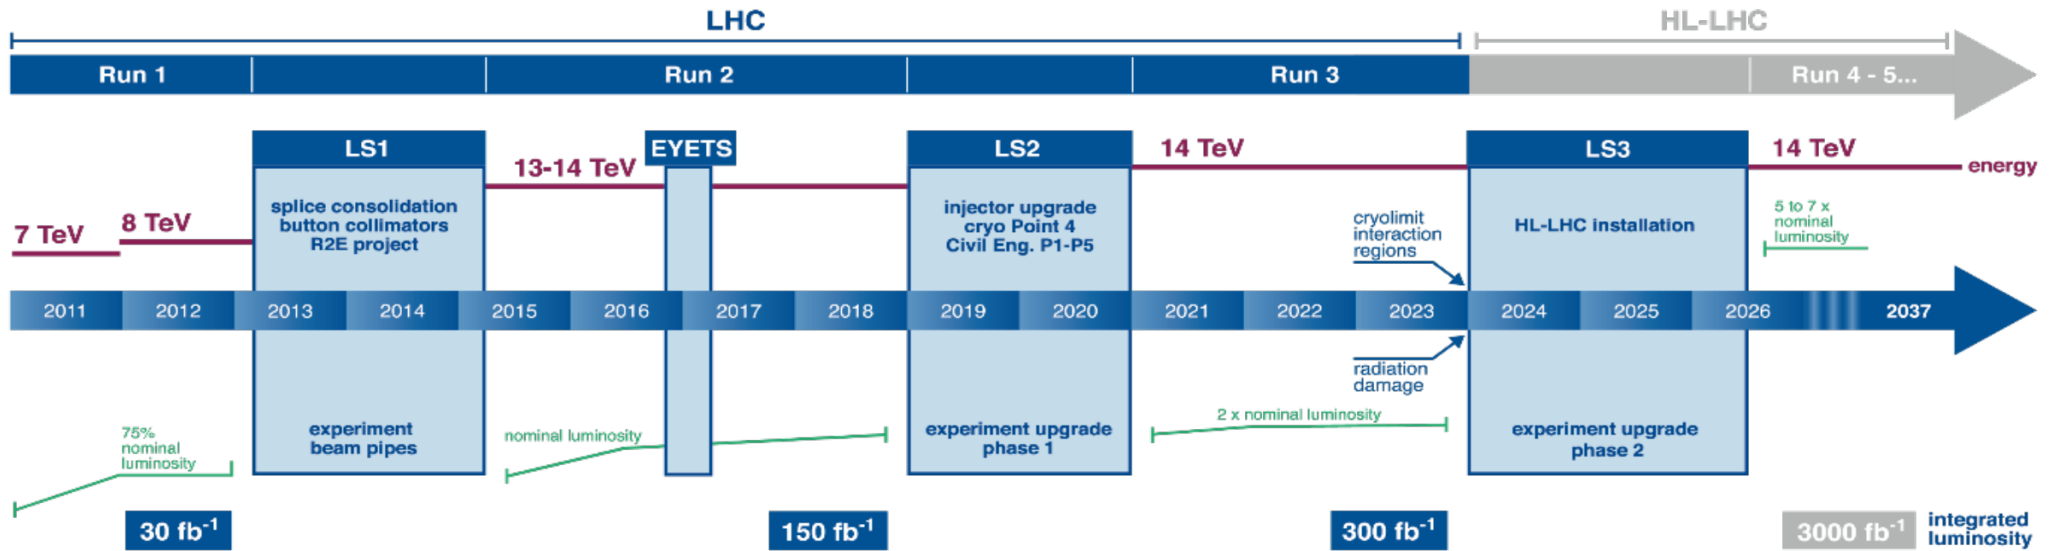 LHC
HL-LHC
Run 1
Run 2
Run 3
Run 4 - 5...
LS1
EYETS
LS2
LS3
7 TeV
8 TeV
13-14 TeV
14 TeV
14 TeV
energy
splice consolidation
button collimators
R2E project
injector upgrade
cryo Point 4
Civil Eng. P1-P5
cryolimit
interaction
regions
HL-LHC installation
5 to 7 x
nominal
luminosity
2011
2012
2013
2014
2015
2016
2017
2018
2019
2020
2021
2022
2023
2024
2025
2026
2037
radiation
damage
75%
nominal
luminosity
experiment
beam pipes
nominal luminosity
experiment upgrade
phase 1
2 x nominal luminosity
experiment upgrade
phase 2
30 fb⁻¹
150 fb⁻¹
300 fb⁻¹
3000 fb⁻¹
integrated
luminosity